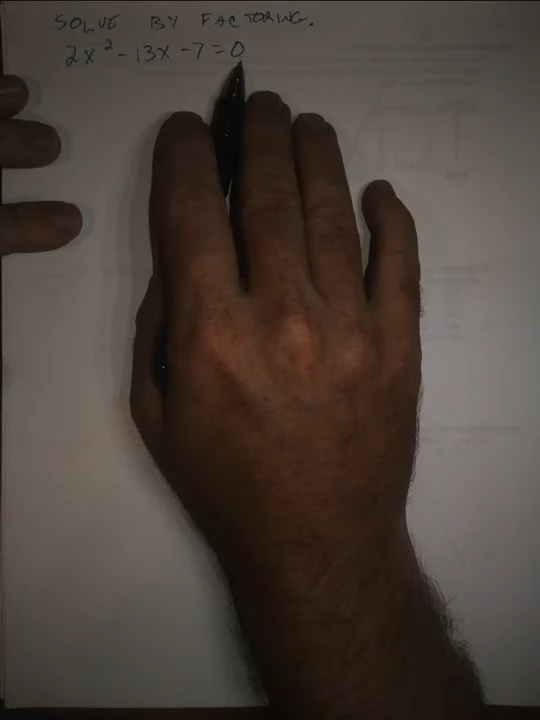 SOLVE BY FACTORING.
2x² - 13x - 7 = 0